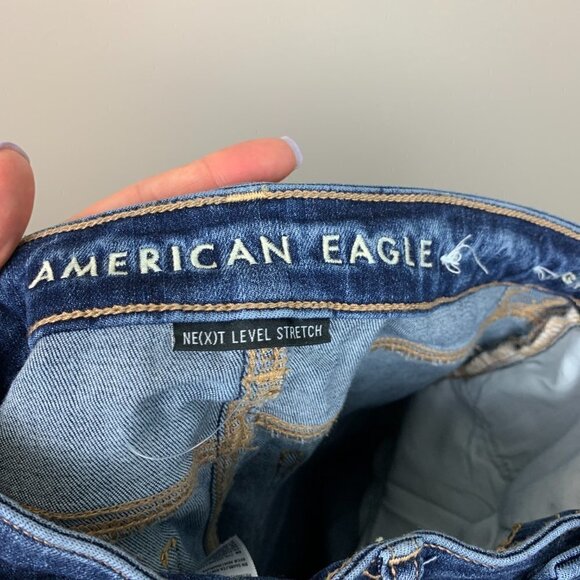 AMERICAN EAGLE
NE(X)T LEVEL STRETCH